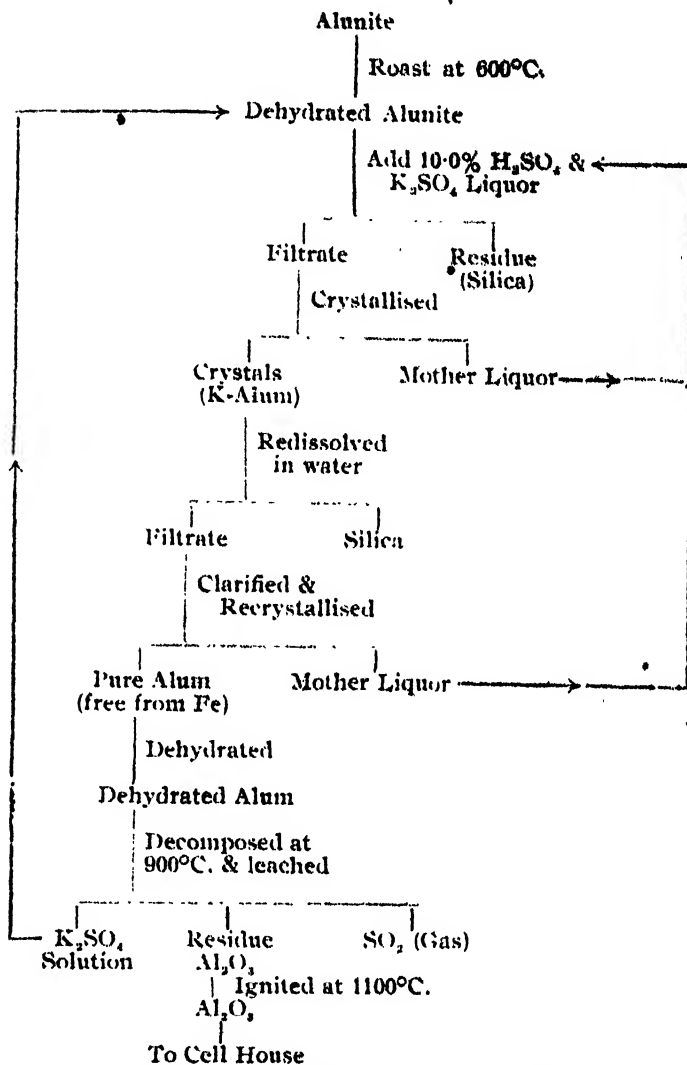 Alunite
Roast at 600°C.
Dehydrated Alunite
Add 10·0% H₂SO₄ &
K₂SO₄ Liquor
Filtrate Residue
(Silica)
Crystallised
Crystals Mother Liquor
(K-Alum)
Redissolved
in water
Filtrate Silica
Clarified &
Recrystallised
Pure Alum Mother Liquor
(free from Fe)
Dehydrated
Dehydrated Alum
Decomposed at
900°C. & leached
K₂SO₄ Residue SO₂ (Gas)
Solution Al₂O₃
Ignited at 1100°C.
Al₂O₃
To Cell House